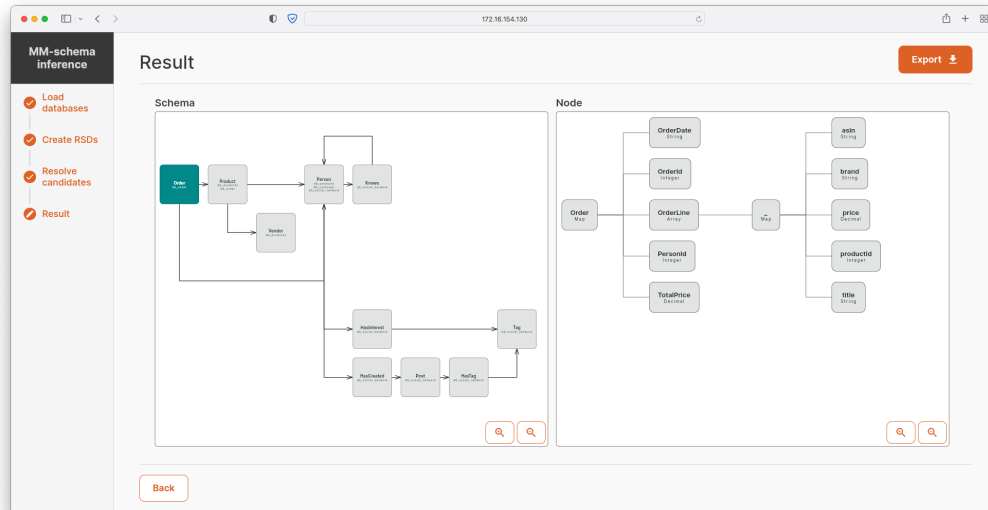 172.16.154.130
MM-schema
inference
Load
databases
Create RSDs
Resolve
candidates
Result
Result
Export
Schema
Order
Product
Person
Knows
Vendor
HasInterest
Tag
HasCreated
Post
HasTag
Node
OrderDate
String
OrderId
Integer
Order
Map
OrderLine
Array
PersonId
Integer
TotalPrice
Decimal
_
Map
asin
String
brand
String
price
Decimal
productId
Integer
title
String
Back